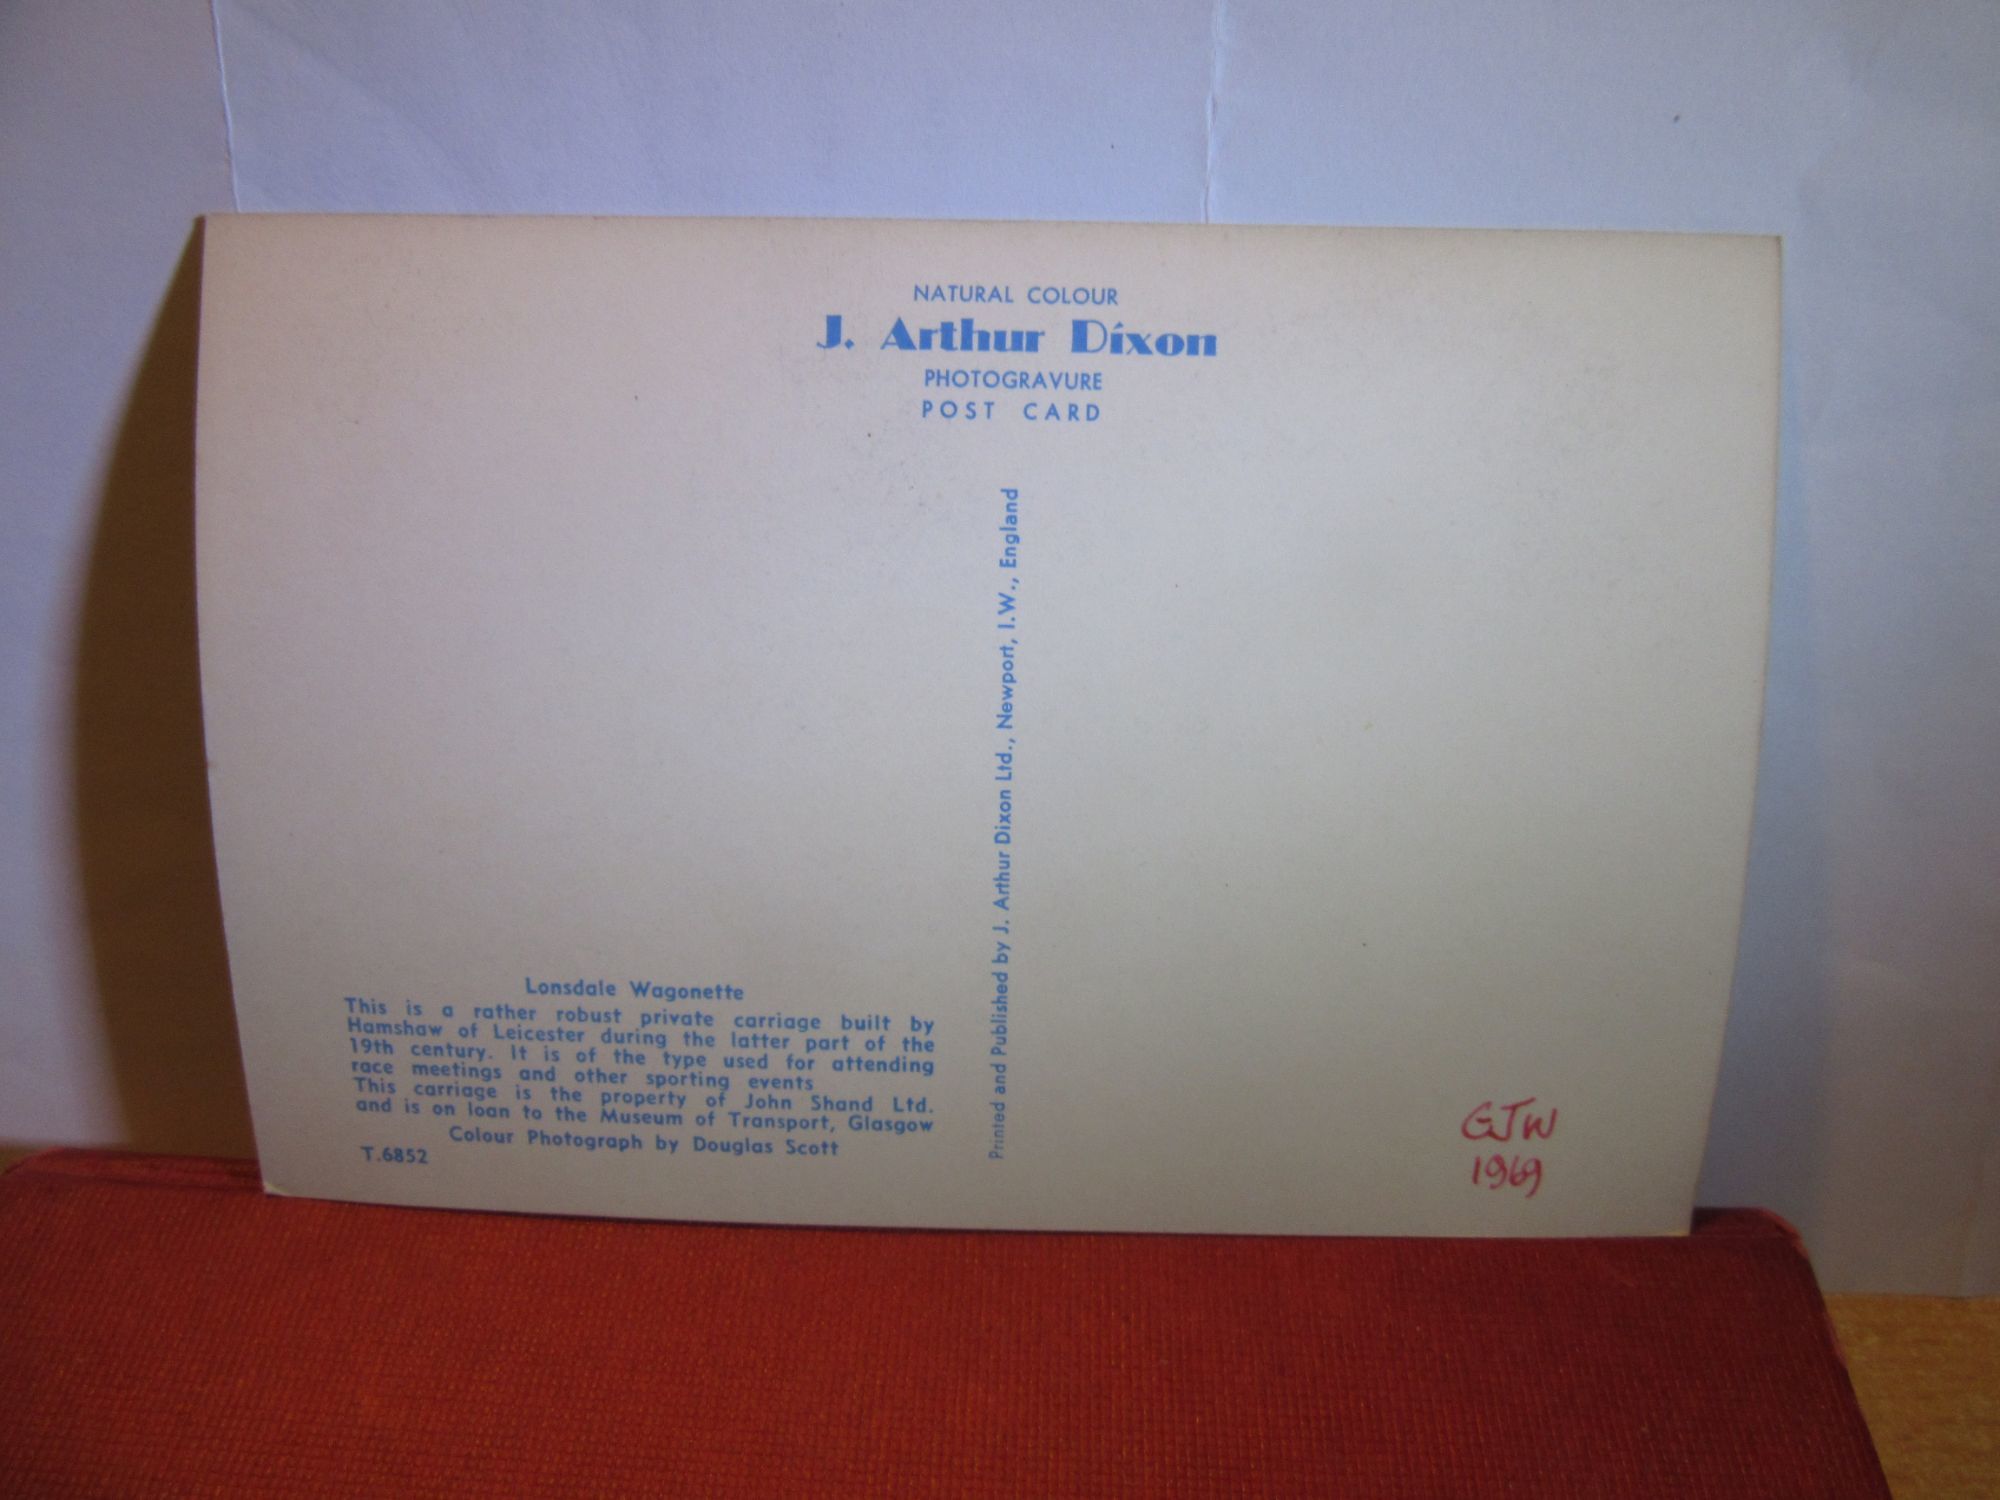 NATURAL COLOUR
J. Arthur Dixon
PHOTOGRAVURE
POST CARD
Printed and Published by J. Arthur Dixon Ltd., Newport, I.W., England
Lonsdale Wagonette
This is a rather robust private carriage built by
Hamshaw of Leicester during the latter part of the
19th century. It is of the type used for attending
race meetings and other sporting events
This carriage is the property of John Shand Ltd.
and is on loan to the Museum of Transport, Glasgow
Colour Photograph by Douglas Scott
T.6852
GJW
1969